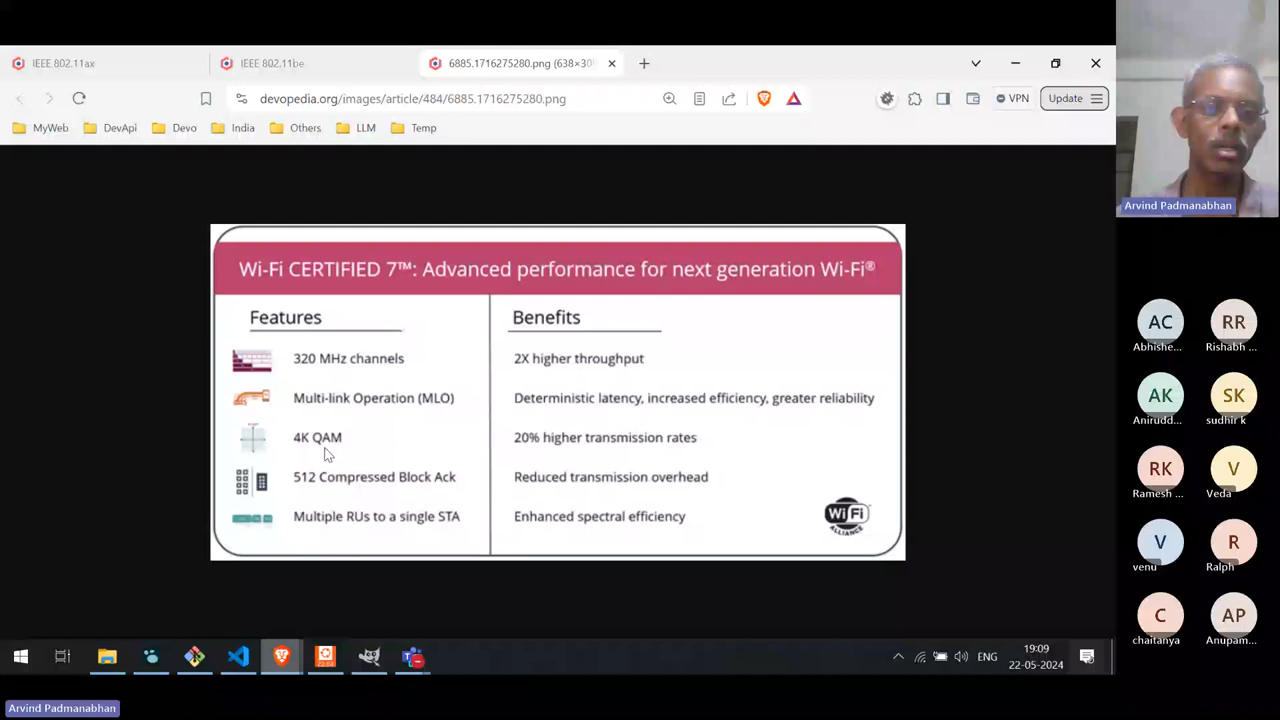 IEEE 802.11ax
IEEE 802.11be
6885.1716275280.png (638×30
devopedia.org/images/article/484/6885.1716275280.png
VPN
Update
MyWeb
DevApi
Devo
India
Others
LLM
Temp
Arvind Padmanabhan
Wi-Fi CERTIFIED 7™: Advanced performance for next generation Wi-Fi®
Features
Benefits
320 MHz channels
2X higher throughput
Multi-link Operation (MLO)
Deterministic latency, increased efficiency, greater reliability
4K QAM
20% higher transmission rates
512 Compressed Block Ack
Reduced transmission overhead
Multiple RUs to a single STA
Enhanced spectral efficiency
Wi Fi
ALLIANCE
AC
Abhishe...
RR
Rishabh ...
AK
Anirudd...
SK
sudhir k
RK
Ramesh ...
V
Veda
V
venu
R
Ralph
C
chaitanya
AP
Anupam...
ENG
19:09
22-05-2024
Arvind Padmanabhan